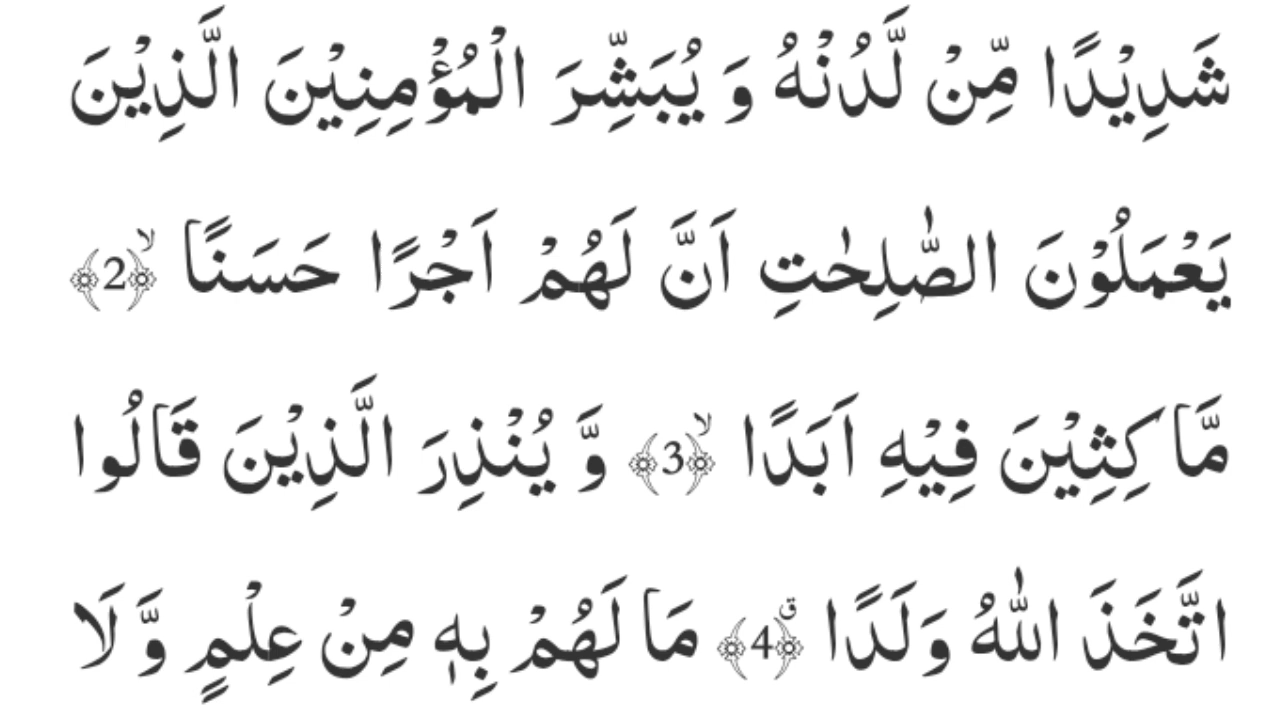 شَدِيْدًا مِّنْ لَّدُنْهُ وَ يُبَشِّرَ الْمُؤْمِنِيْنَ الَّذِيْنَ
يَعْمَلُوْنَ الصّٰلِحٰتِ اَنَّ لَهُمْ اَجْرًا حَسَنًا ﴿2﴾ۙ
مَّاكِثِيْنَ فِيْهِ اَبَدًا ﴿3﴾ۙ وَّ يُنْذِرَ الَّذِيْنَ قَالُوا
اتَّخَذَ اللّٰهُ وَلَدًا ﴿4﴾ق مَا لَهُمْ بِهٖ مِنْ عِلْمٍ وَّ لَا